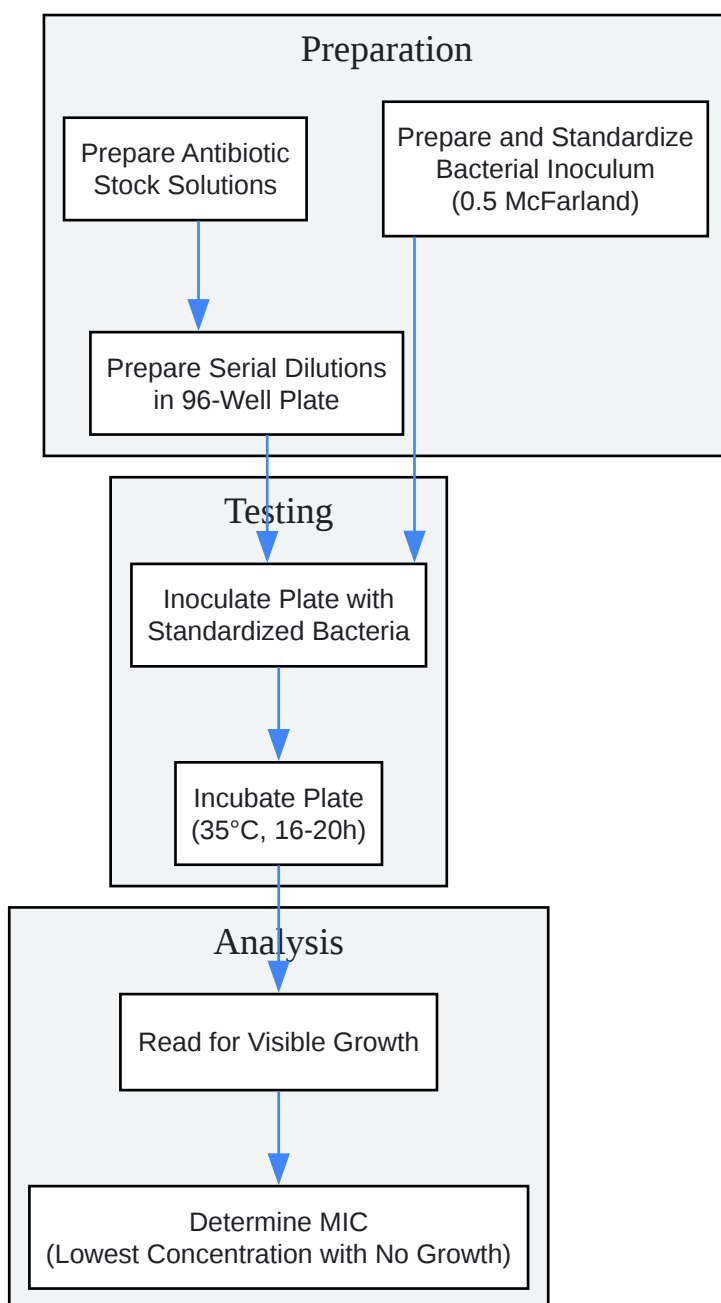 Preparation
Prepare Antibiotic
Stock Solutions
Prepare and Standardize
Bacterial Inoculum
(0.5 McFarland)
Prepare Serial Dilutions
in 96-Well Plate
Testing
Inoculate Plate with
Standardized Bacteria
Incubate Plate
(35°C, 16-20h)
Analysis
Read for Visible Growth
Determine MIC
(Lowest Concentration with No Growth)